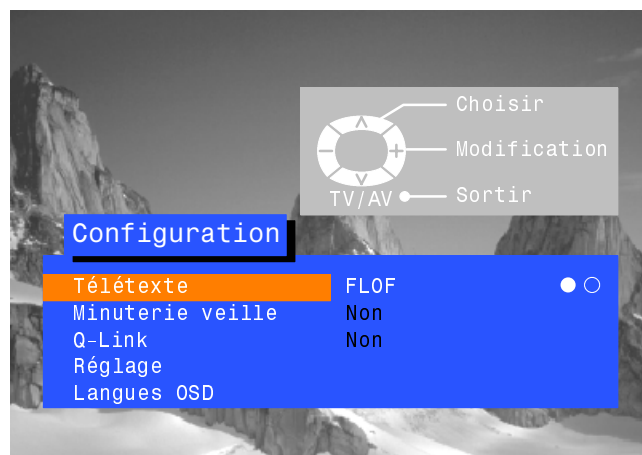 Choisir
Modification
TV/AV Sortir
Configuration
Télétexte FLOF
Minuterie veille Non
Q-Link Non
Réglage
Langues OSD